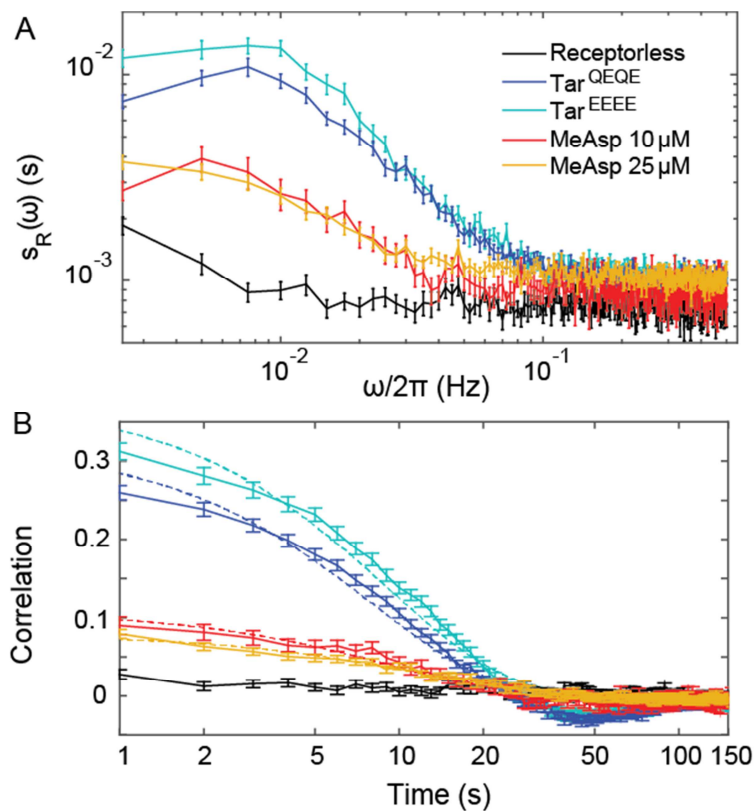 A
10⁻²
10⁻³
s_R(ω) (s)
Receptorless
Tar^QEQE
Tar^EEEE
MeAsp 10 μM
MeAsp 25 μM
10⁻² 10⁻¹
ω/2π (Hz)
B
0.3
0.2
0.1
0
Correlation
1 2 5 10 20 50 100 150
Time (s)